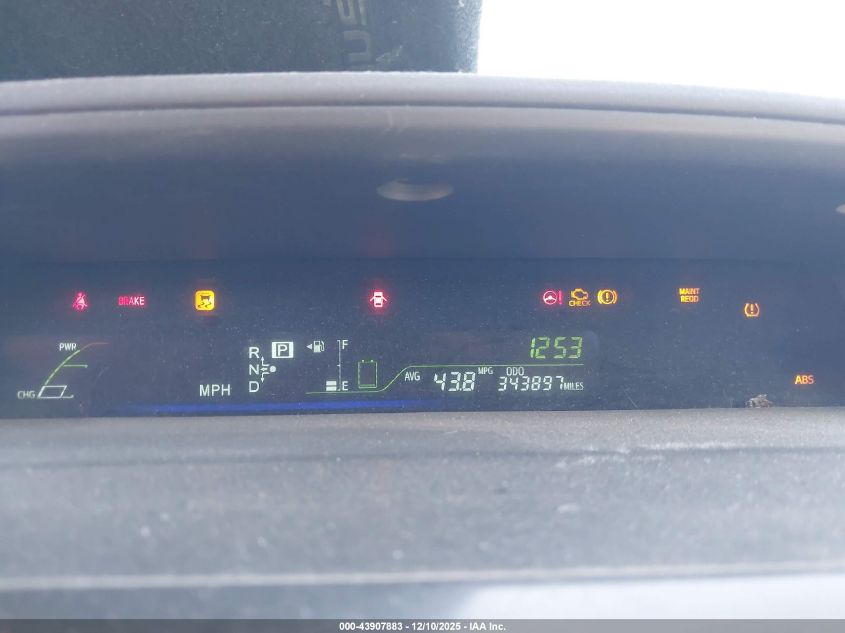 BRAKE
CHECK
MAINT
REQD
PWR
R P F
N
D
E
CHG
MPH
1253
AVG 43.8 MPG
ODO
343897 MILES
ABS
000-43907883 - 12/10/2025 - IAA Inc.